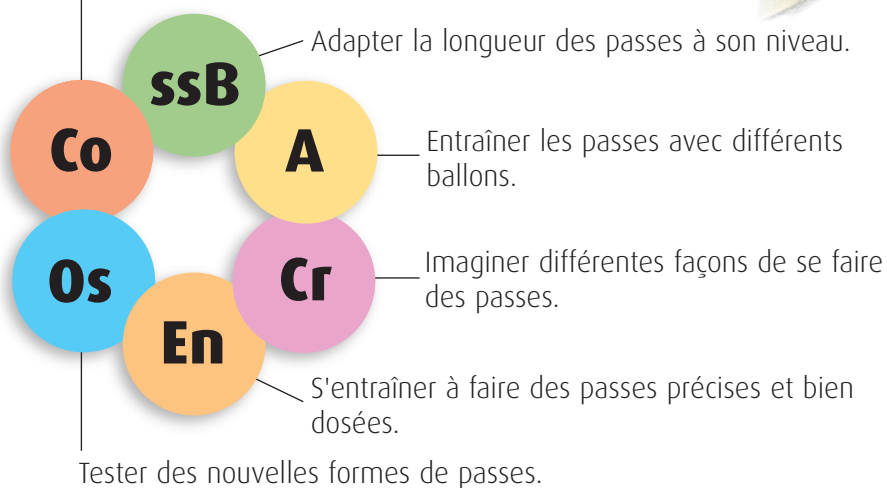 ssB
Adapter la longueur des passes à son niveau.
Co
A
Entraîner les passes avec différents
ballons.
Os
Cr
Imaginer différentes façons de se faire
des passes.
En
S'entraîner à faire des passes précises et bien
dosées.
Tester des nouvelles formes de passes.